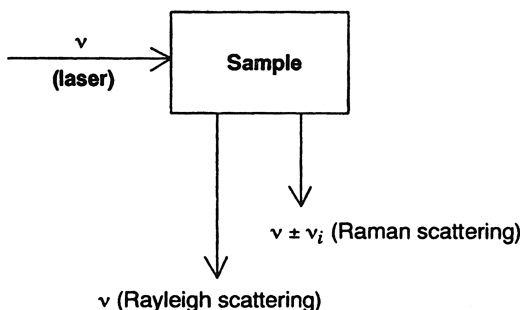 ν
(laser)
Sample
ν ± νᵢ (Raman scattering)
ν (Rayleigh scattering)